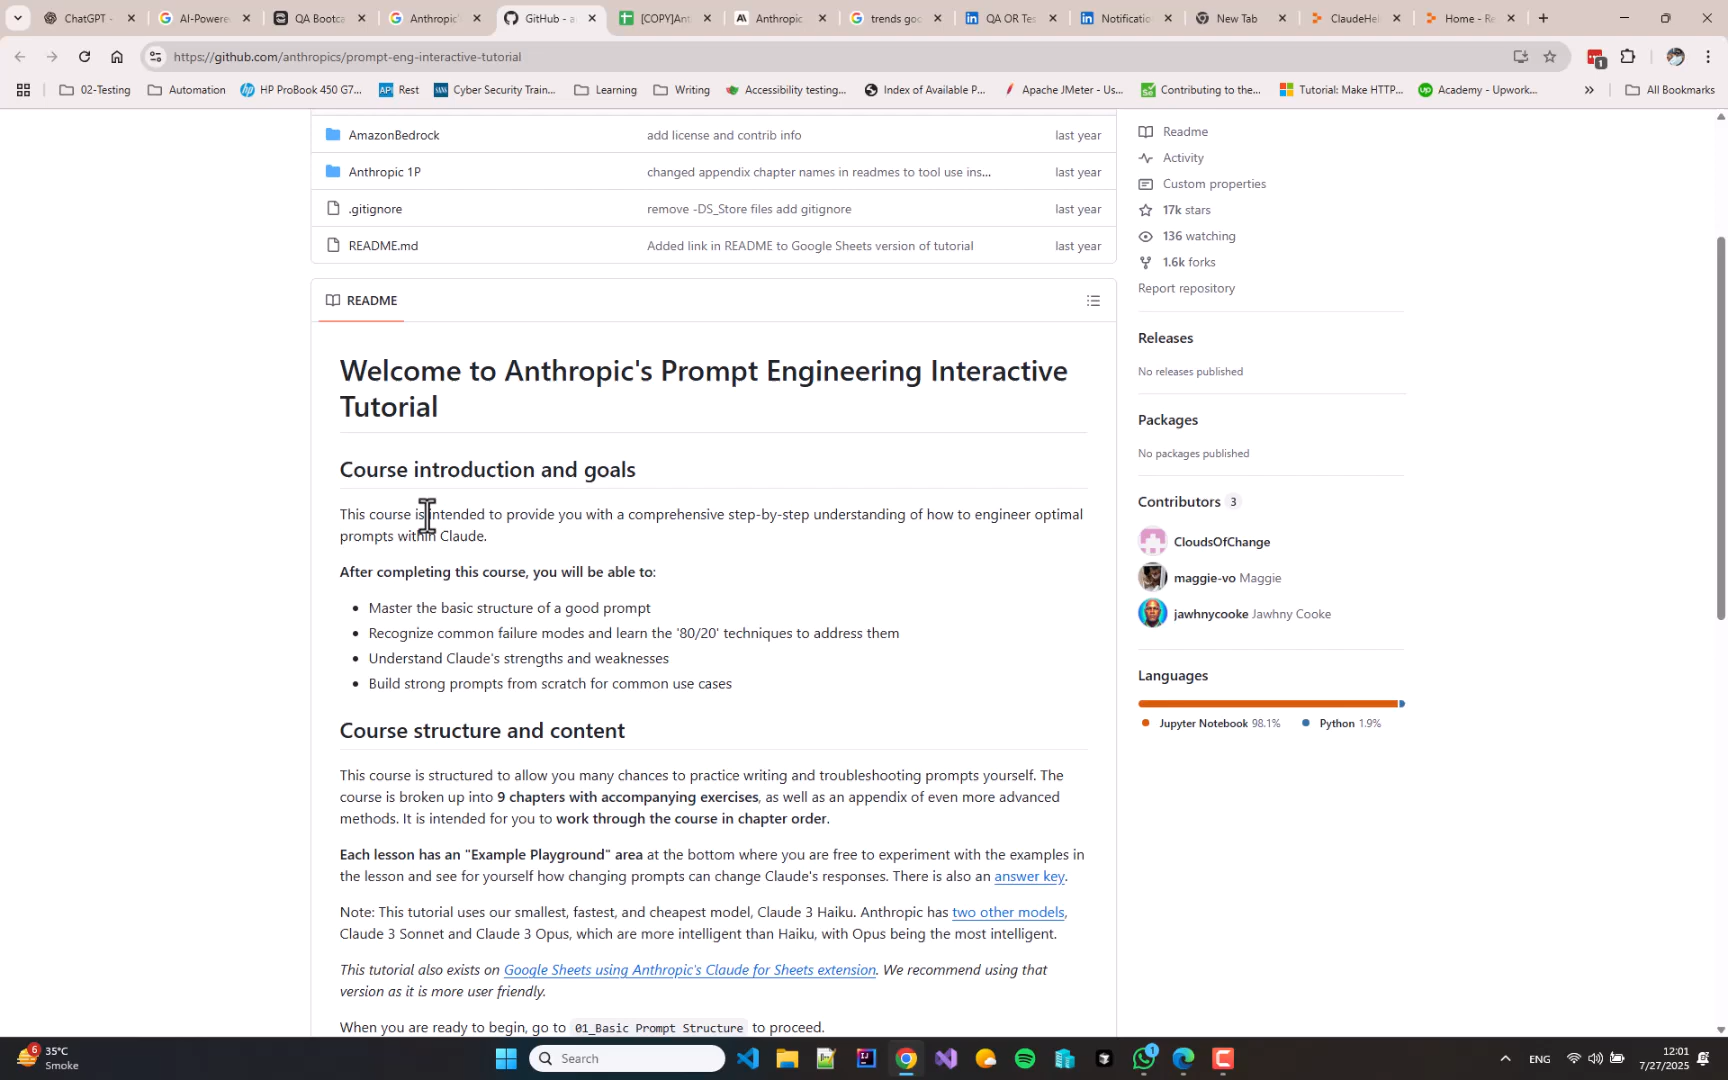 ChatGPT -
AI-Powere
QA Bootca
Anthropic'
GitHub - a
[COPY]Ant
Anthropic
trends goo
QA OR Tes
Notificatio
New Tab
ClaudeHel
Home - Re
https://github.com/anthropics/prompt-eng-interactive-tutorial
1
02-Testing
Automation
HP ProBook 450 G7...
Rest
Cyber Security Train...
Learning
Writing
Accessibility testing...
Index of Available P...
Apache JMeter - Us...
Contributing to the...
Tutorial: Make HTTP...
Academy - Upwork...
All Bookmarks
AmazonBedrock add license and contrib info last year
Anthropic 1P changed appendix chapter names in readmes to tool use ins... last year
.gitignore remove -DS_Store files add gitignore last year
README.md Added link in README to Google Sheets version of tutorial last year
README
Welcome to Anthropic's Prompt Engineering Interactive
Tutorial
Course introduction and goals
This course is intended to provide you with a comprehensive step-by-step understanding of how to engineer optimal
prompts within Claude.
After completing this course, you will be able to:
• Master the basic structure of a good prompt
• Recognize common failure modes and learn the '80/20' techniques to address them
• Understand Claude's strengths and weaknesses
• Build strong prompts from scratch for common use cases
Course structure and content
This course is structured to allow you many chances to practice writing and troubleshooting prompts yourself. The
course is broken up into 9 chapters with accompanying exercises, as well as an appendix of even more advanced
methods. It is intended for you to work through the course in chapter order.
Each lesson has an "Example Playground" area at the bottom where you are free to experiment with the examples in
the lesson and see for yourself how changing prompts can change Claude's responses. There is also an answer key.
Note: This tutorial uses our smallest, fastest, and cheapest model, Claude 3 Haiku. Anthropic has two other models,
Claude 3 Sonnet and Claude 3 Opus, which are more intelligent than Haiku, with Opus being the most intelligent.
This tutorial also exists on Google Sheets using Anthropic's Claude for Sheets extension. We recommend using that
version as it is more user friendly.
When you are ready to begin, go to 01_Basic Prompt Structure to proceed.
Readme
Activity
Custom properties
17k stars
136 watching
1.6k forks
Report repository
Releases
No releases published
Packages
No packages published
Contributors 3
CloudsOfChange
maggie-vo Maggie
jawhnycooke Jawhny Cooke
Languages
Jupyter Notebook 98.1% Python 1.9%
6
35°C
Smoke
Search
1
ENG
12:01
7/27/2025